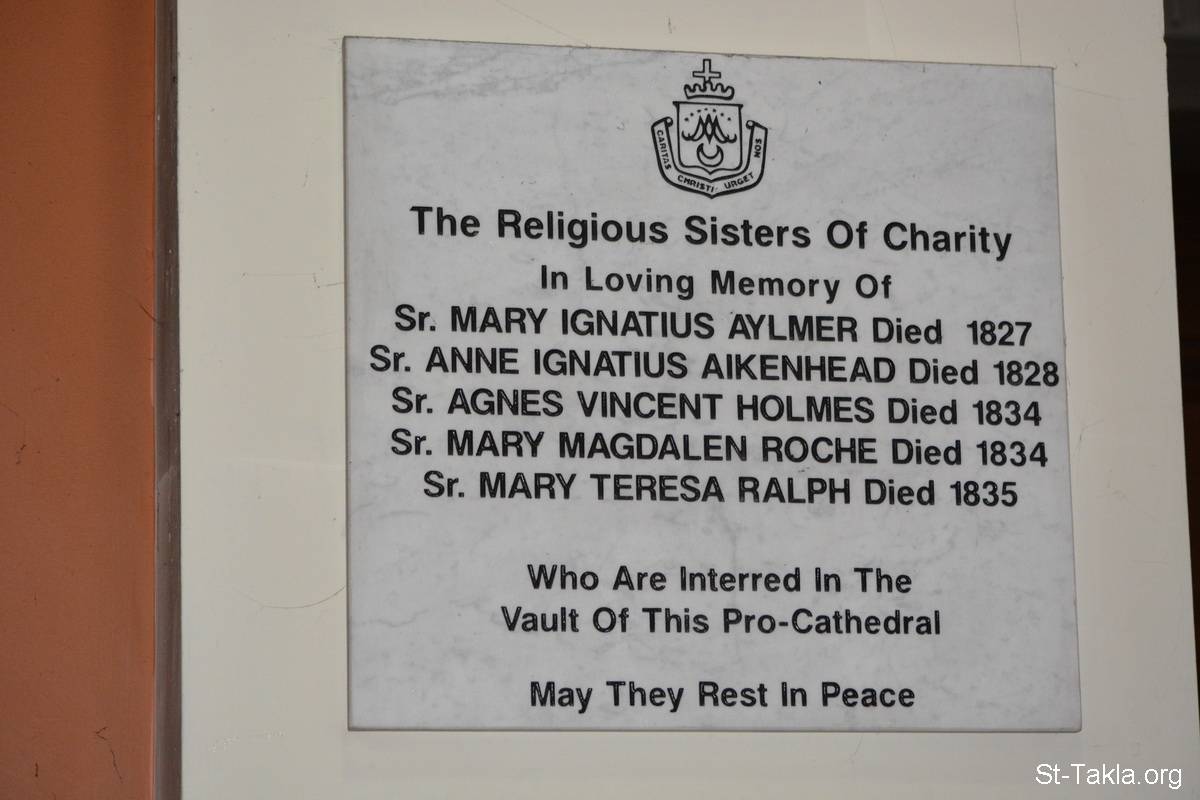 CARITAS CHRISTI URGET NOS
The Religious Sisters Of Charity
In Loving Memory Of
Sr. MARY IGNATIUS AYLMER Died 1827
Sr. ANNE IGNATIUS AIKENHEAD Died 1828
Sr. AGNES VINCENT HOLMES Died 1834
Sr. MARY MAGDALEN ROCHE Died 1834
Sr. MARY TERESA RALPH Died 1835
Who Are Interred In The
Vault Of This Pro-Cathedral
May They Rest In Peace
St-Takla.org